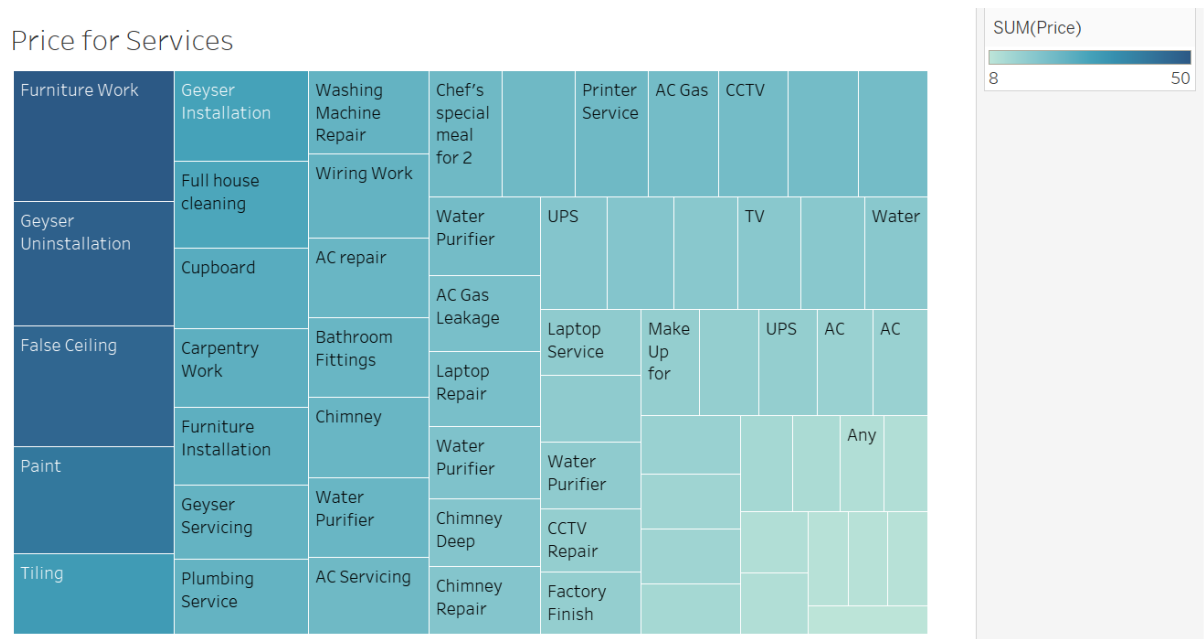 Price for Services
SUM(Price)
8
50
Furniture Work
Geyser
Uninstallation
False Ceiling
Paint
Tiling
Geyser
Installation
Full house
cleaning
Cupboard
Carpentry
Work
Furniture
Installation
Geyser
Servicing
Plumbing
Service
Washing
Machine
Repair
Wiring Work
AC repair
Bathroom
Fittings
Chimney
Water
Purifier
AC Servicing
Chef's
special
meal
for 2
Printer
Service
AC Gas
CCTV
Water
Purifier
AC Gas
Leakage
Laptop
Repair
Water
Purifier
Chimney
Deep
Chimney
Repair
UPS
TV
Water
Laptop
Service
Water
Purifier
CCTV
Repair
Factory
Finish
Make
Up
for
UPS
AC
AC
Any